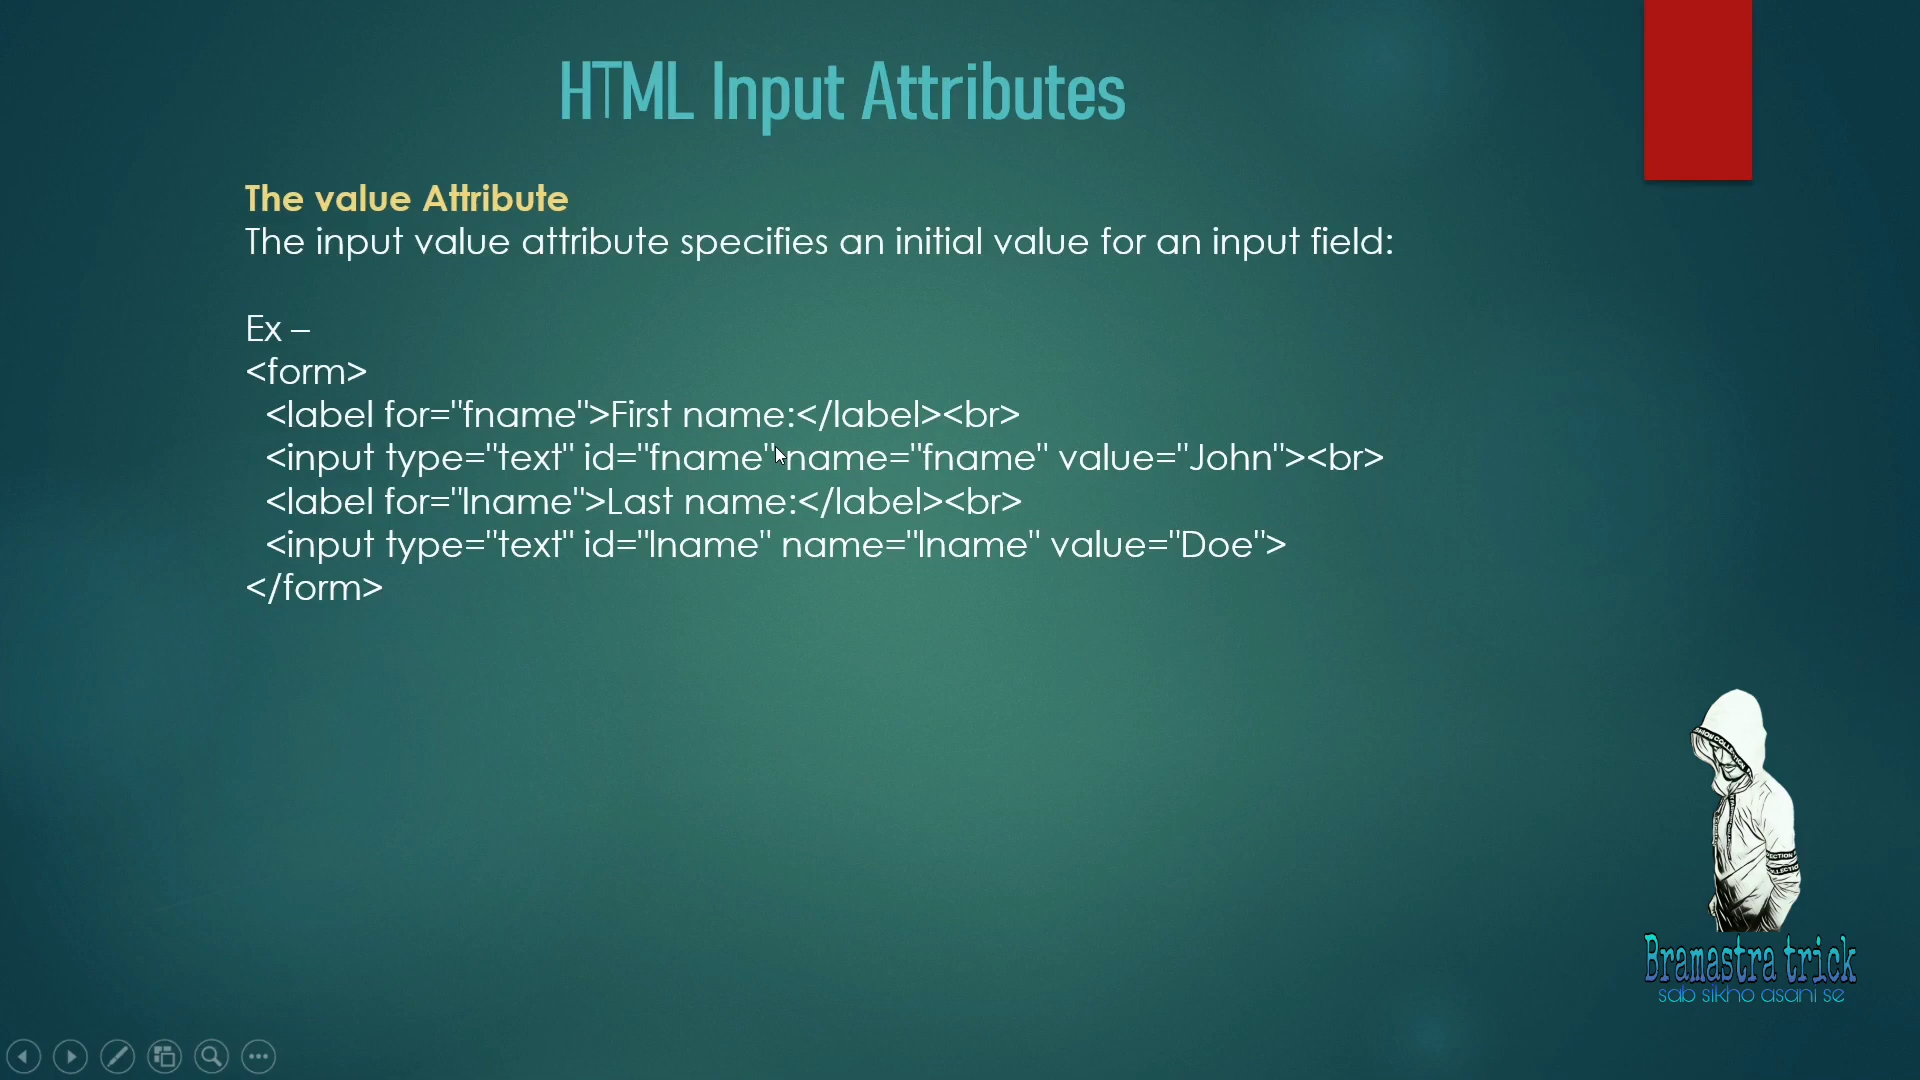 HTML Input Attributes
The value Attribute
The input value attribute specifies an initial value for an input field:
Ex –
<form>
<label for="fname">First name:</label><br>
<input type="text" id="fname" name="fname" value="John"><br>
<label for="lname">Last name:</label><br>
<input type="text" id="lname" name="lname" value="Doe">
</form>
Bramastra trick
sab sikho asani se